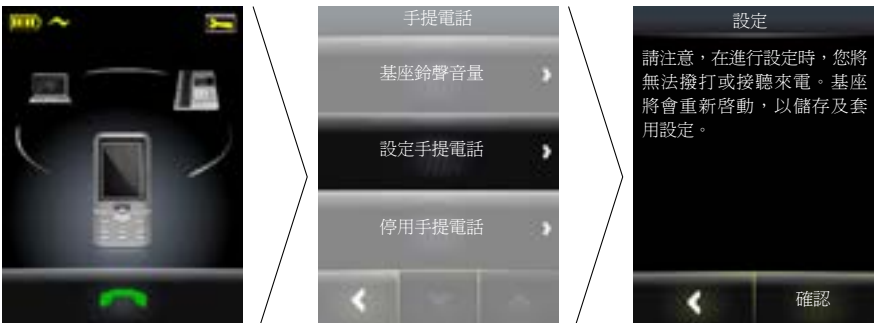 手提電話
基座鈴聲音量
設定手提電話
停用手提電話
設定
請注意，在進行設定時，您將
無法撥打或接聽來電。基座
將會重新啓動，以儲存及套
用設定。
確認